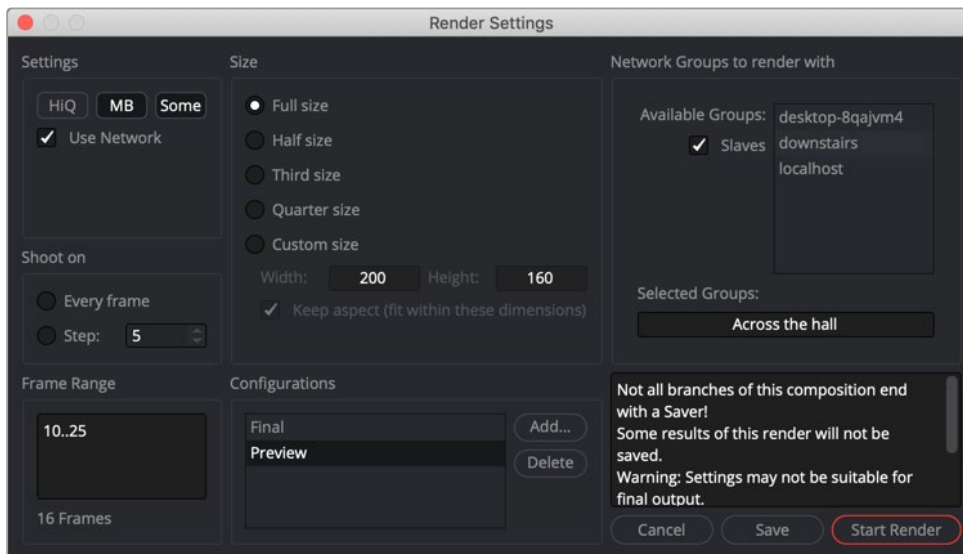 Render Settings
Settings
HiQ MB Some
Use Network
Size
Full size
Half size
Third size
Quarter size
Custom size
Width: 200 Height: 160
Keep aspect (fit within these dimensions)
Network Groups to render with
Available Groups:
Slaves
desktop-8qajvm4
downstairs
localhost
Selected Groups:
Across the hall
Shoot on
Every frame
Step: 5
Frame Range
10..25
16 Frames
Configurations
Final
Preview
Add...
Delete
Not all branches of this composition end
with a Saver!
Some results of this render will not be
saved.
Warning: Settings may not be suitable for
final output.
Cancel Save Start Render